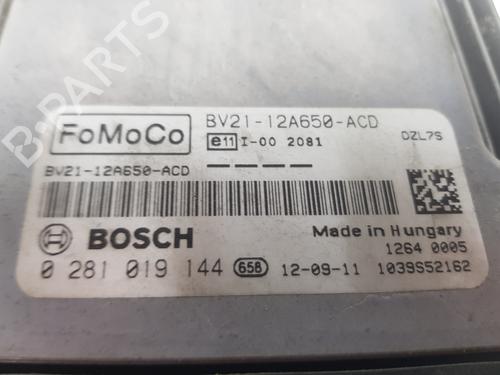 BV21-12A650-ACD
FoMoCo
e11 I-00 2081
DZL7S
BV21-12A650-ACD
BOSCH
Made in Hungary
1264 0005
0 281 019 144 658 12-09-11 1039S52162
B-PARTS